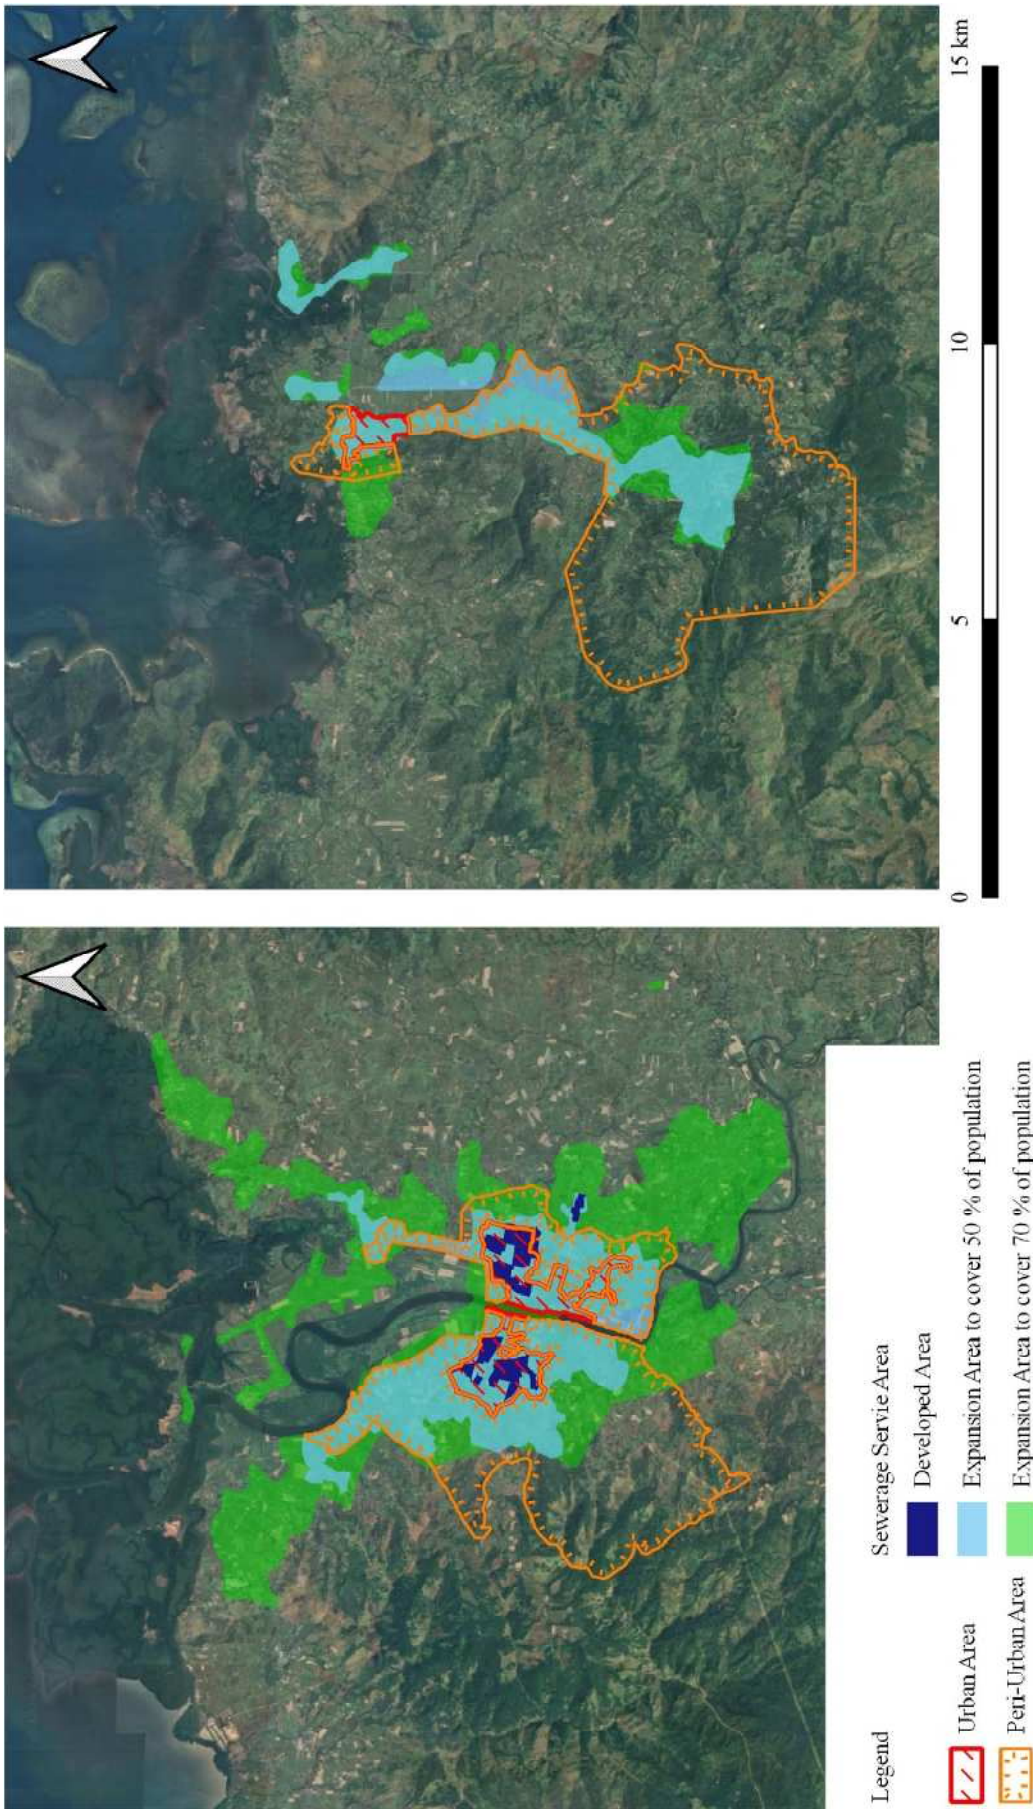 0
5
10
15 km
Legend
Urban Area
Peri-Urban Area
Sewerage Servie Area
Developed Area
Expansion Area to cover 50 % of population
Expansion Area to cover 70 % of population